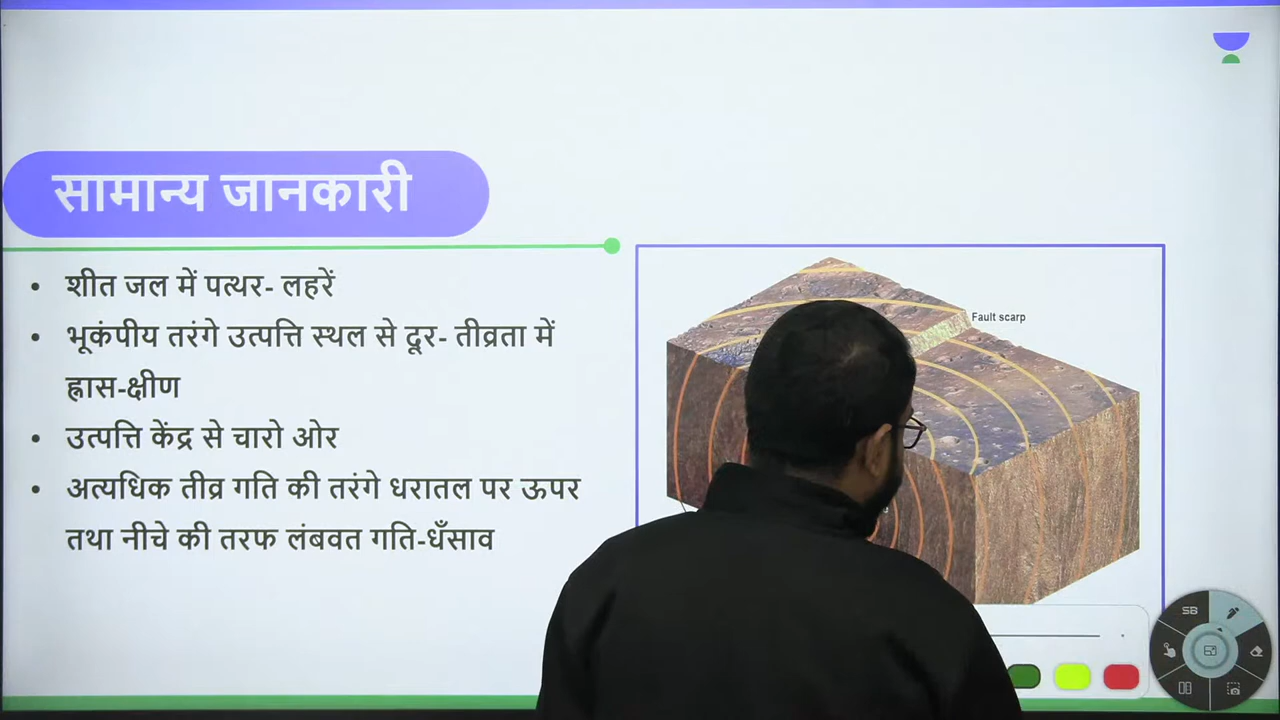 सामान्य जानकारी
• शीत जल में पत्थर- लहरें
• भूकंपीय तरंगे उत्पत्ति स्थल से दूर- तीव्रता में
ह्रास-क्षीण
• उत्पत्ति केंद्र से चारो ओर
• अत्यधिक तीव्र गति की तरंगे धरातल पर ऊपर
तथा नीचे की तरफ लंबवत गति-धँसाव
Fault scarp
SB